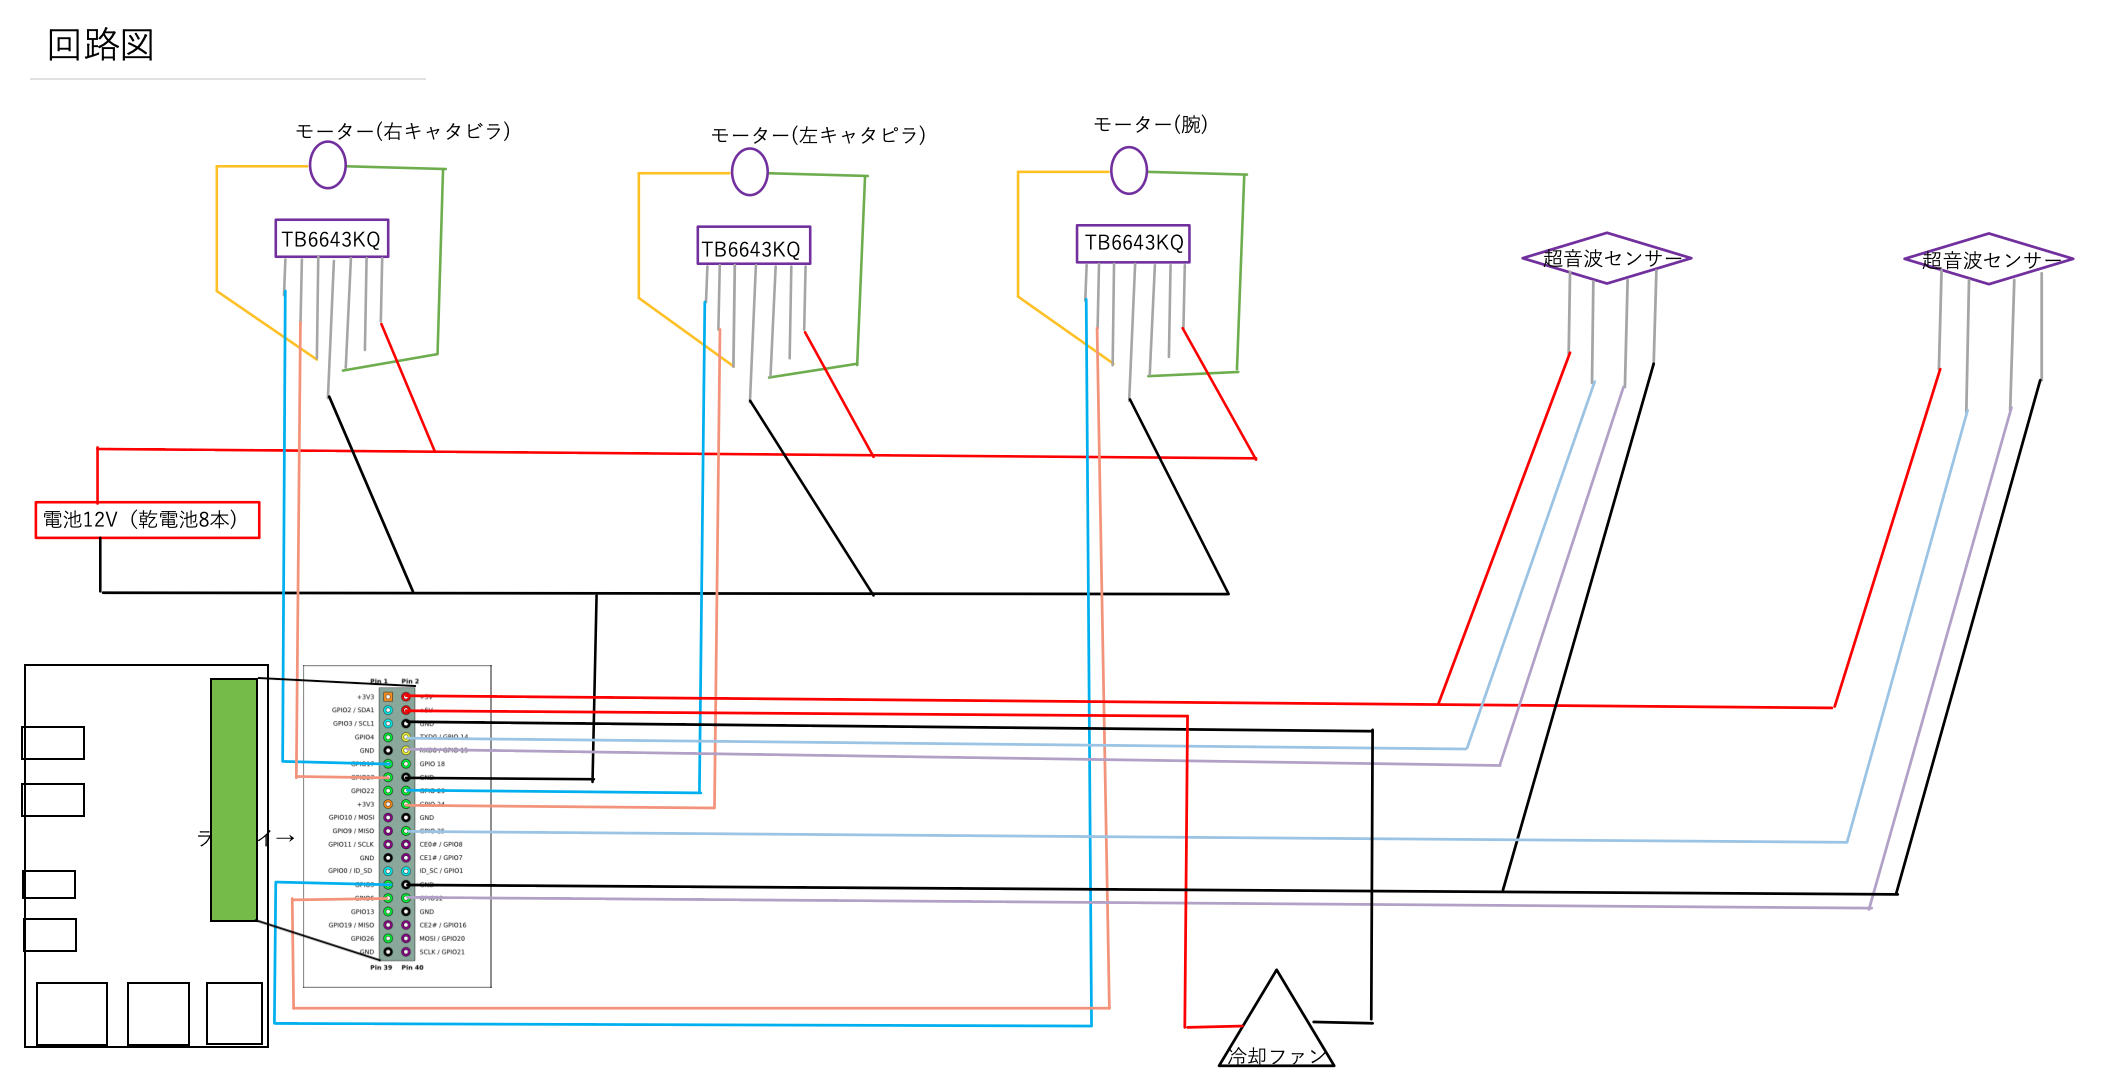 回路図
モーター(右キャタビラ)
モーター(左キャタピラ)
モーター(腕)
TB6643KQ
TB6643KQ
TB6643KQ
超音波センサー
超音波センサー
電池12V（乾電池8本）
Pin 1 Pin 2
+3V3 +5V
GPIO2 / SDA1 +5V
GPIO3 / SCL1 GND
GPIO4 TXD0 / GPIO 14
GND RXD0 / GPIO 15
GPIO17 GPIO 18
GPIO27 GND
GPIO22 GPIO 23
+3V3 GPIO 24
GPIO10 / MOSI GND
GPIO9 / MISO GPIO 25
GPIO11 / SCLK CE0# / GPIO8
GND CE1# / GPIO7
GPIO0 / ID_SD ID_SC / GPIO1
GPIO5 GND
GPIO6 GPIO12
GPIO13 GND
GPIO19 / MISO CE2# / GPIO16
GPIO26 MOSI / GPIO20
GND SCLK / GPIO21
Pin 39 Pin 40
冷却ファン